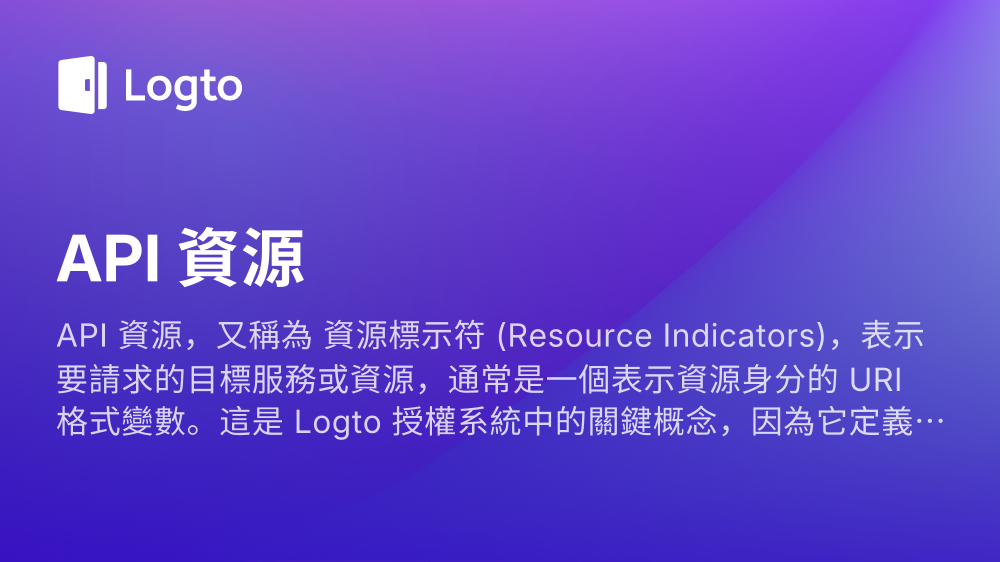 Logto
API 資源
API 資源，又稱為 資源標示符 (Resource Indicators)，表示
要請求的目標服務或資源，通常是一個表示資源身分的 URI
格式變數。這是 Logto 授權系統中的關鍵概念，因為它定義⋯